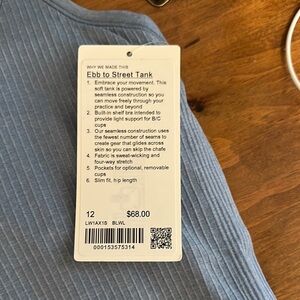 WHY WE MADE THIS
Ebb to Street Tank
1. Embrace your movement. This
soft tank is powered by
seamless construction so you
can move freely through your
practice and beyond
2. Built-in shelf bra intended to
provide light support for B/C
cups
3. Our seamless construction uses
the fewest number of seams to
create gear that glides across
skin so you can skip the chafe
4. Fabric is sweat-wicking and
four-way stretch
5. Pockets for optional, removable
cups
6. Slim fit, hip length
12 $68.00
LW1AX1S BLWL
000153575314